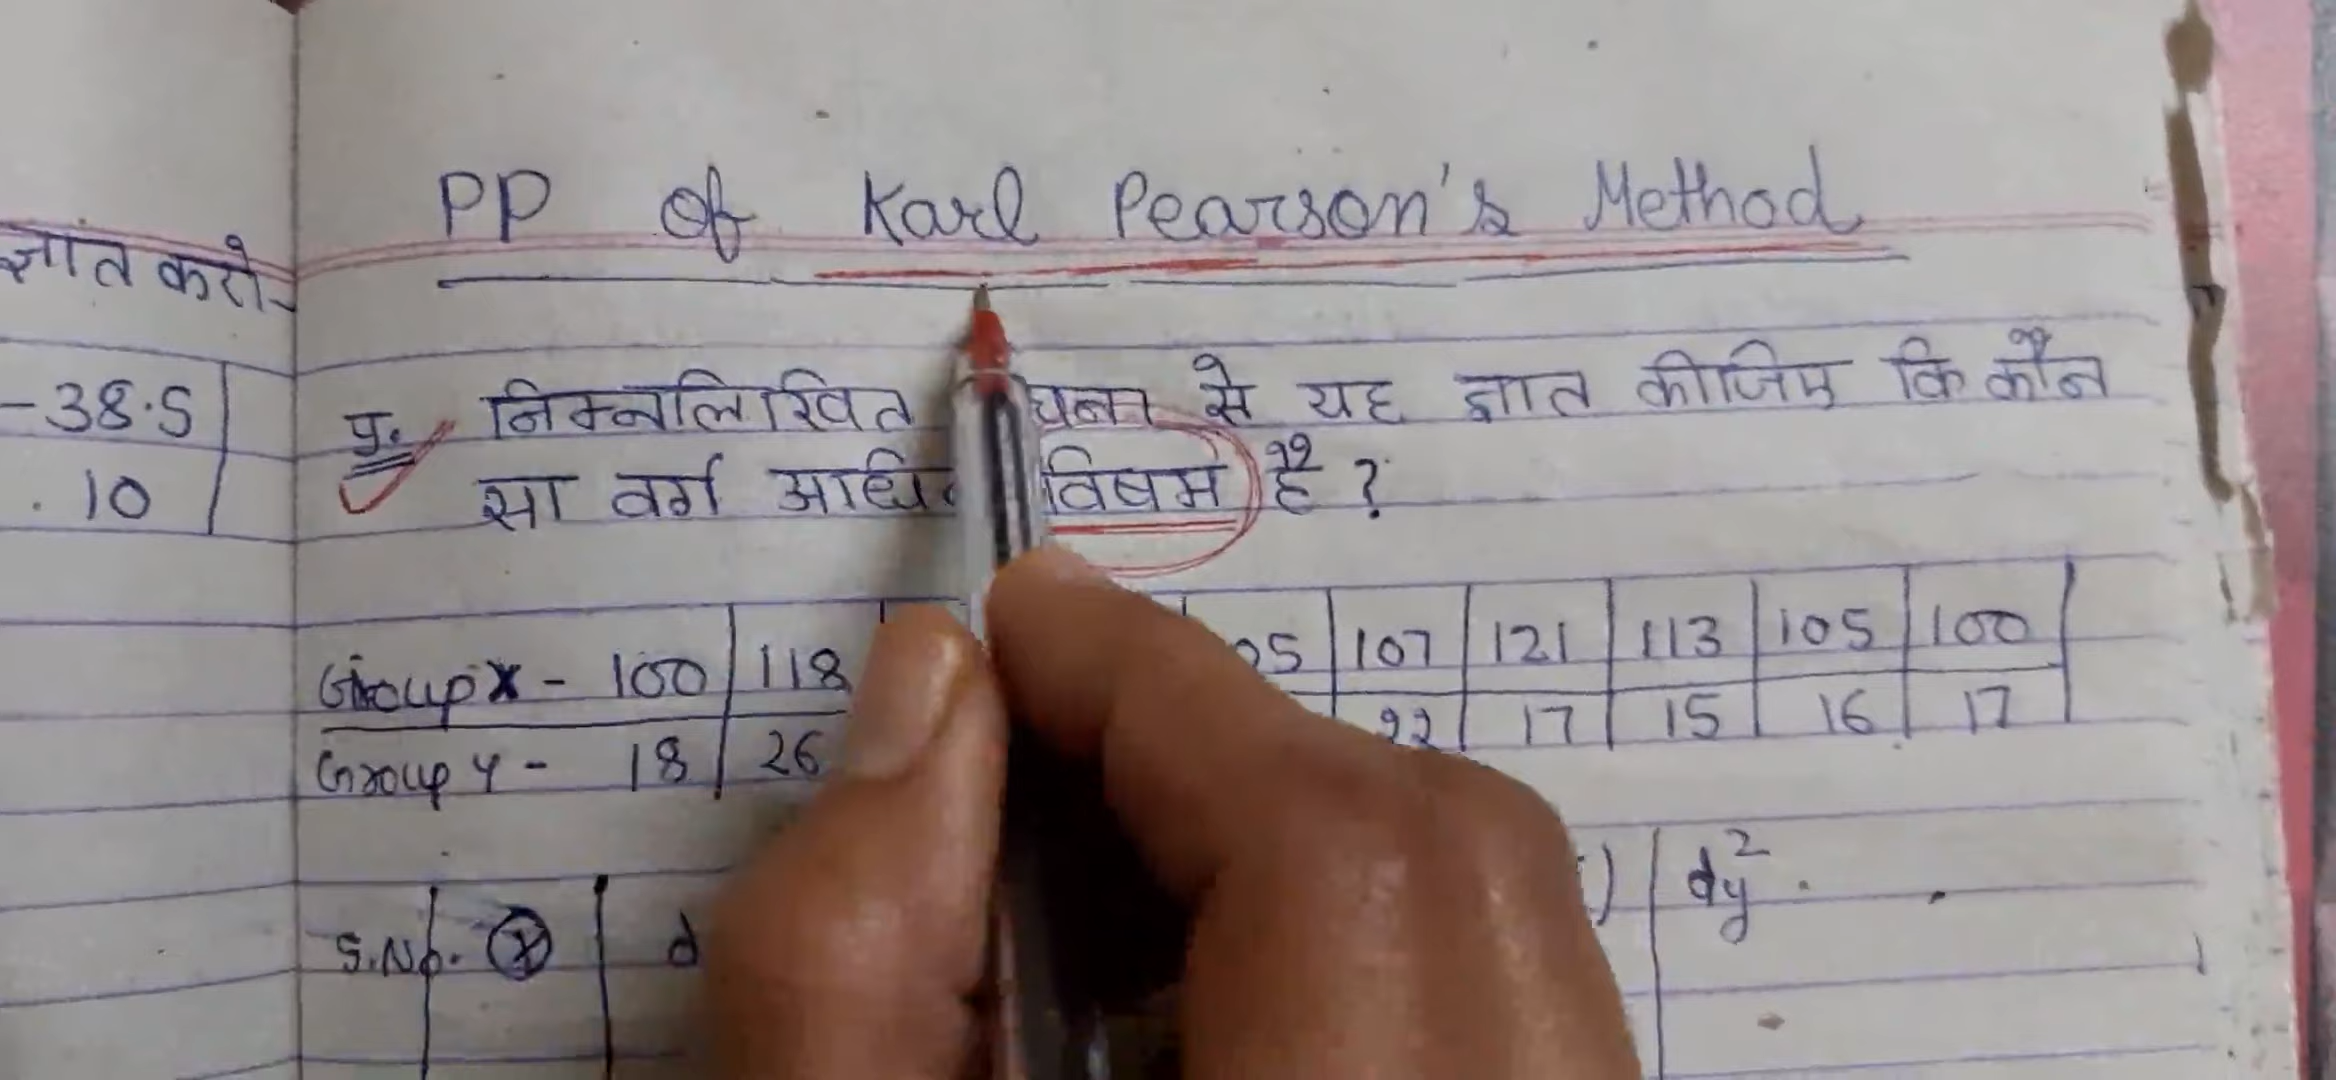 PP of Karl Pearson's Method
ज्ञात करो-
-38.5
. 10
प्र. निम्नलिखित से यह ज्ञात कीजिए कि कौन
सा वर्ग विषम है ?
Group X - 100 118 107 121 113 105 100
Group Y - 18 26 22 17 15 16 17
S.No. X d dy²